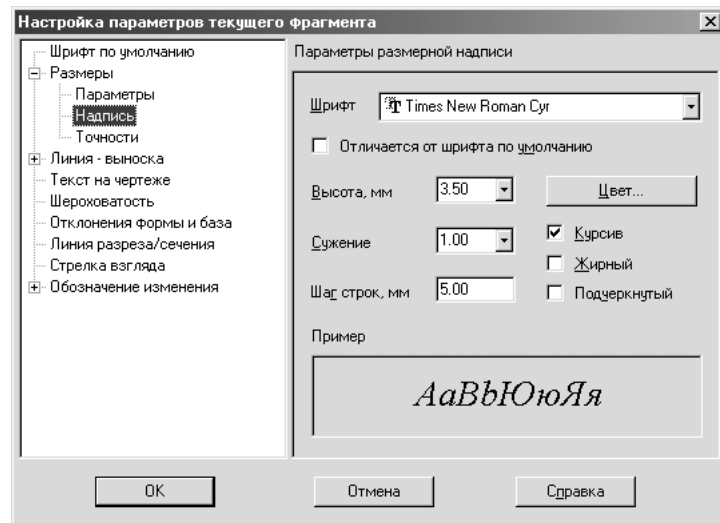 Настройка параметров текущего фрагмента
Шрифт по умолчанию
Размеры
Параметры
Надпись
Точности
Линия - выноска
Текст на чертеже
Шероховатость
Отклонения формы и база
Линия разреза/сечения
Стрелка взгляда
Обозначение изменения
Параметры размерной надписи
Шрифт Times New Roman Cyr
Отличается от шрифта по умолчанию
Высота, мм 3.50 Цвет...
Сужение 1.00 Курсив
Жирный
Шаг строк, мм 5.00 Подчеркнутый
Пример
АаВbЮюЯя
OK Отмена Справка